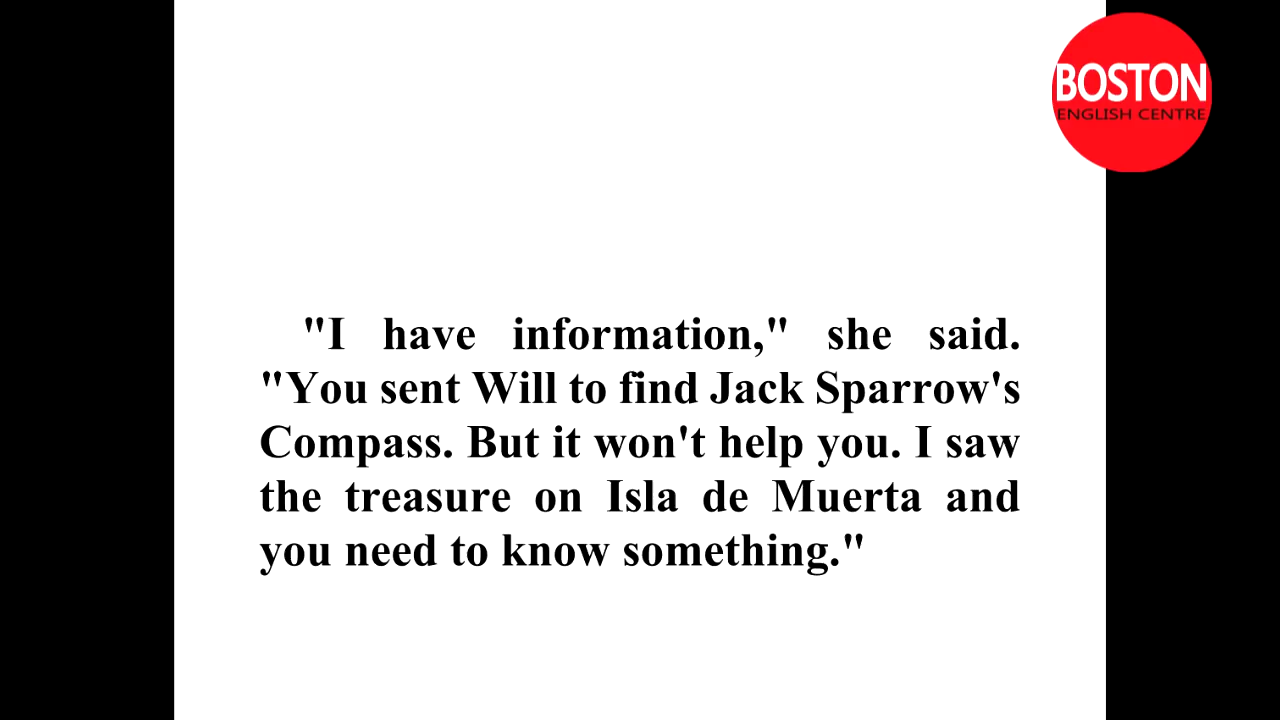 BOSTON
ENGLISH CENTRE
"I have information," she said.
"You sent Will to find Jack Sparrow's
Compass. But it won't help you. I saw
the treasure on Isla de Muerta and
you need to know something."